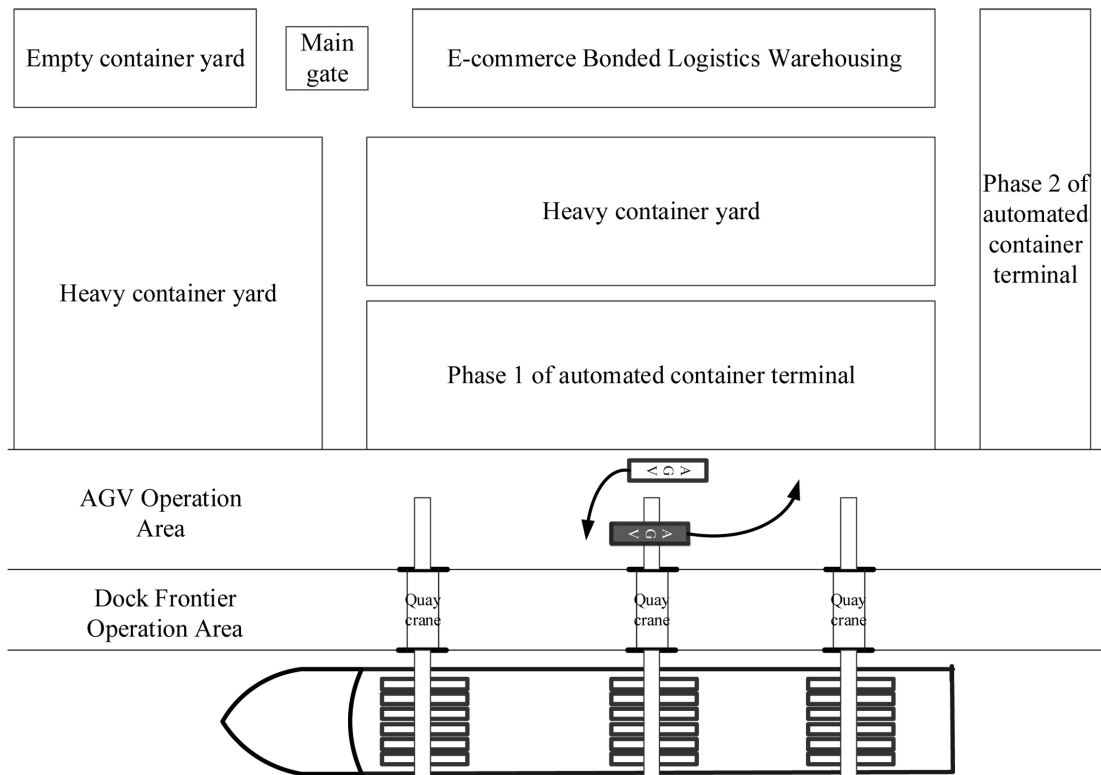 Empty container yard
Main
gate
E-commerce Bonded Logistics Warehousing
Heavy container yard
Heavy container yard
Phase 2 of
automated
container
terminal
Phase 1 of automated container terminal
AGV Operation
Area
AGV
AGV
Dock Frontier
Operation Area
Quay
crane
Quay
crane
Quay
crane